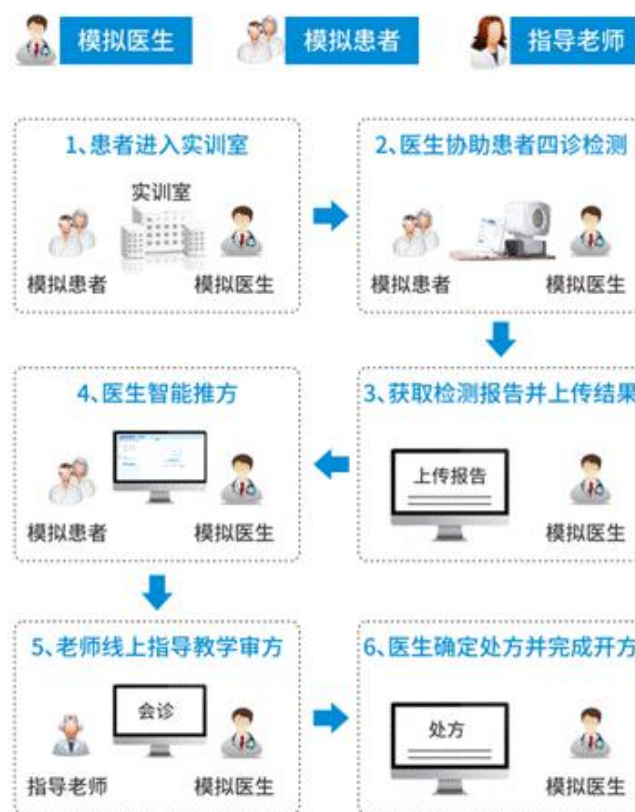 模拟医生
模拟患者
指导老师
1、患者进入实训室
实训室
模拟患者
模拟医生
2、医生协助患者四诊检测
模拟患者
模拟医生
4、医生智能推方
模拟患者
模拟医生
3、获取检测报告并上传结果
上传报告
模拟医生
5、老师线上指导教学审方
会诊
指导老师
模拟医生
6、医生确定处方并完成开方
处方
模拟医生